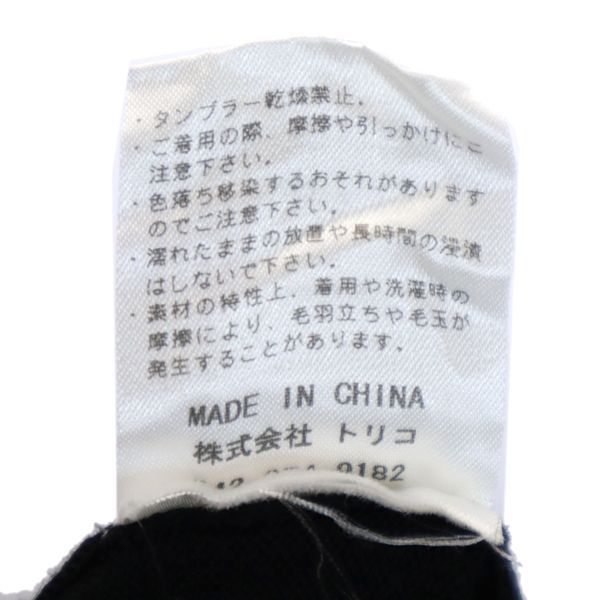 ・タンブラー乾燥禁止.
・ご着用の際、摩擦や引っかけにご
注意下さい。
・色落ち移染するおそれがあります
のでご注意下さい。
・濡れたままの放置や長時間の浸漬
はしないで下さい。
・素材の特性上、着用や洗濯時の
摩擦により、毛羽立ちや毛玉が
発生することがあります。
MADE IN CHINA
株式会社 トリコ
9182